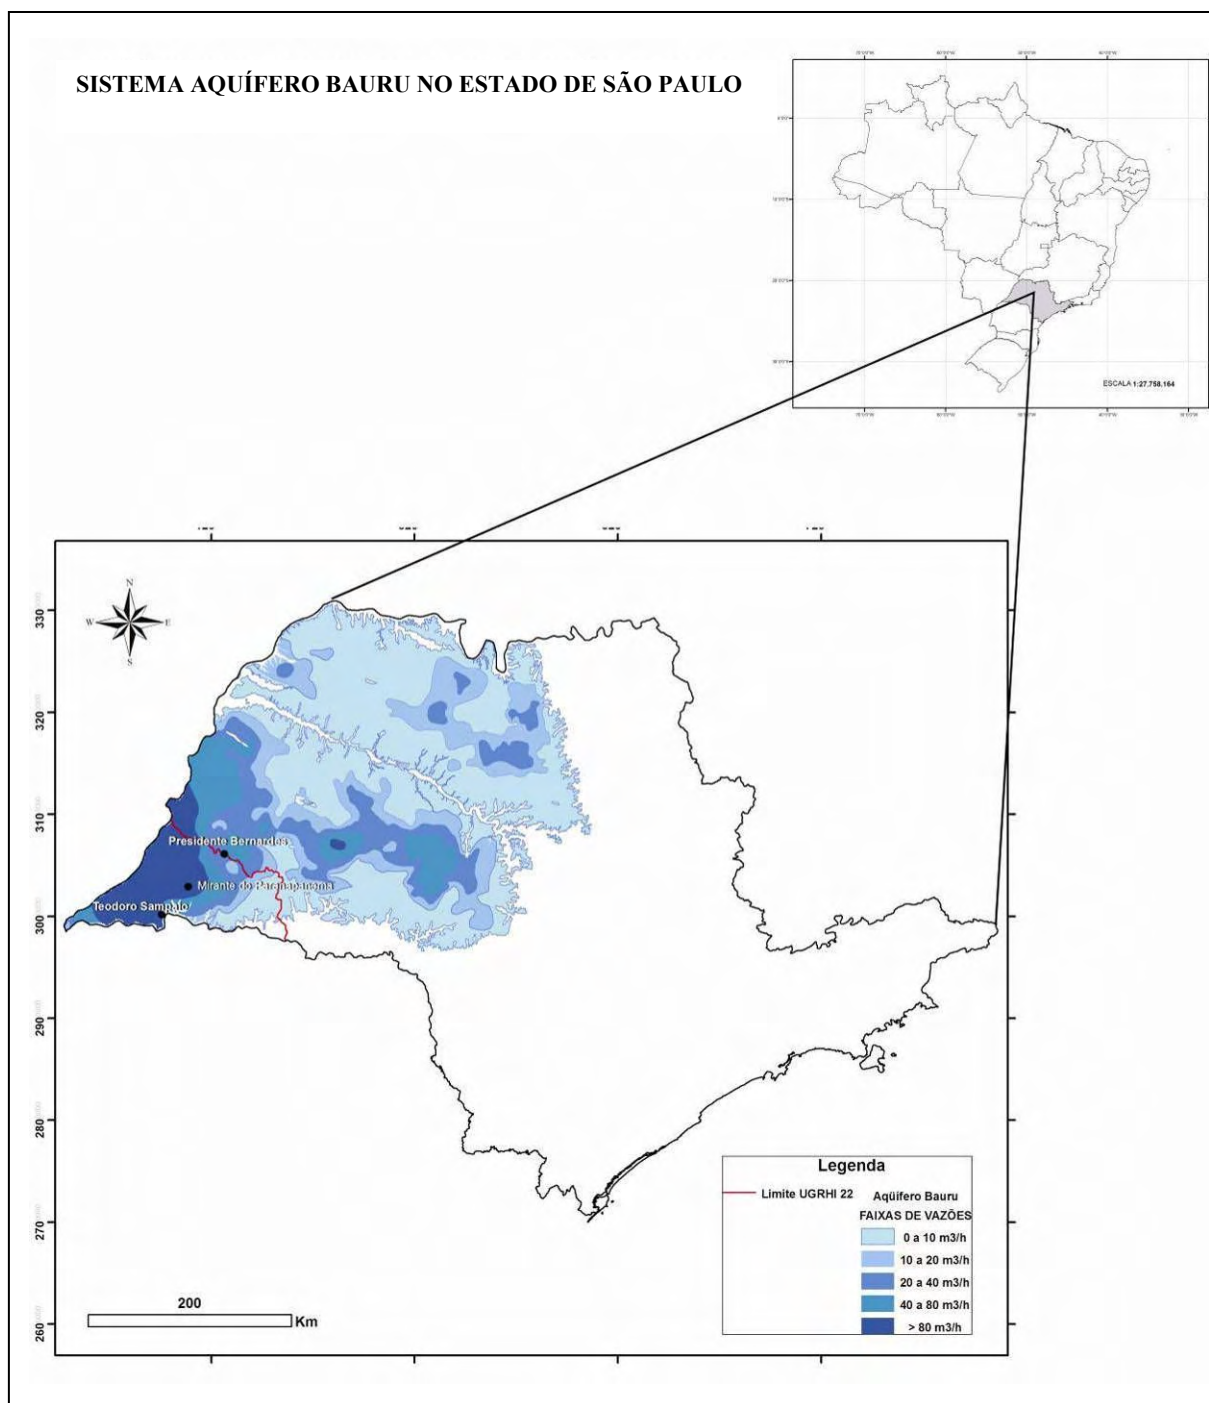 SISTEMA AQUÍFERO BAURU NO ESTADO DE SÃO PAULO
ESCALA 1:27.758.164
N
W
E
S
330
320
310
300
290
280
270
260
Presidente Bernardes
Mirante do Paranapanema
Teodoro Sampaio
200
Km
Legenda
Limite UGRHI 22
Aqüífero Bauru
FAIXAS DE VAZÕES
0 a 10 m3/h
10 a 20 m3/h
20 a 40 m3/h
40 a 80 m3/h
> 80 m3/h